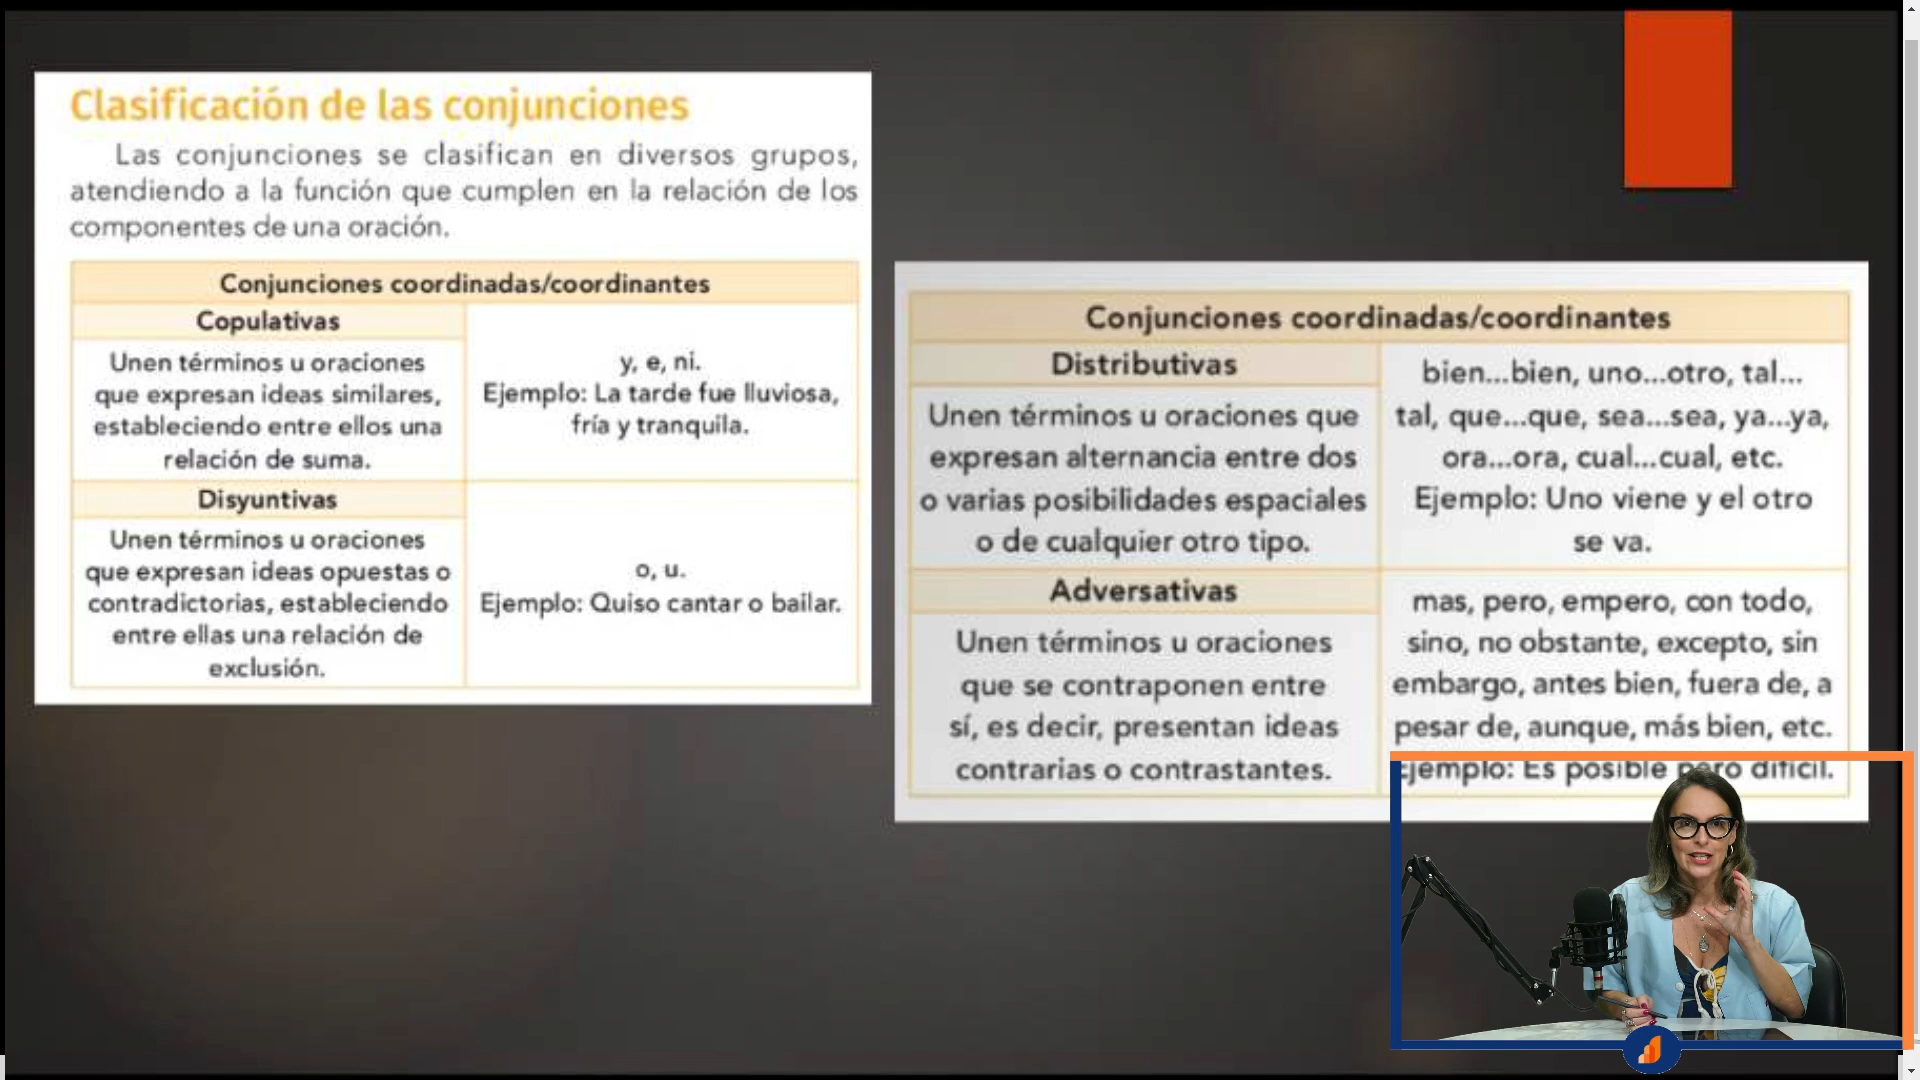 Clasificación de las conjunciones
Las conjunciones se clasifican en diversos grupos,
atendiendo a la función que cumplen en la relación de los
componentes de una oración.
Conjunciones coordinadas/coordinantes
Copulativas
Unen términos u oraciones
que expresan ideas similares,
estableciendo entre ellos una
relación de suma.
y, e, ni.
Ejemplo: La tarde fue lluviosa,
fría y tranquila.
Disyuntivas
Unen términos u oraciones
que expresan ideas opuestas o
contradictorias, estableciendo
entre ellas una relación de
exclusión.
o, u.
Ejemplo: Quiso cantar o bailar.
Conjunciones coordinadas/coordinantes
Distributivas
Unen términos u oraciones que
expresan alternancia entre dos
o varias posibilidades espaciales
o de cualquier otro tipo.
bien...bien, uno...otro, tal...
tal, que...que, sea...sea, ya...ya,
ora...ora, cual...cual, etc.
Ejemplo: Uno viene y el otro
se va.
Adversativas
Unen términos u oraciones
que se contraponen entre
sí, es decir, presentan ideas
contrarias o contrastantes.
mas, pero, empero, con todo,
sino, no obstante, excepto, sin
embargo, antes bien, fuera de, a
pesar de, aunque, más bien, etc.
Ejemplo: Es posible pero difícil.